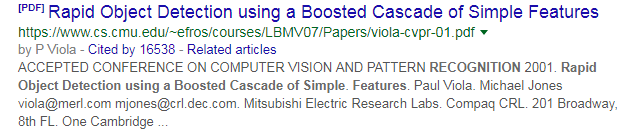 [PDF] Rapid Object Detection using a Boosted Cascade of Simple Features
https://www.cs.cmu.edu/~efros/courses/LBMV07/Papers/viola-cvpr-01.pdf
by P Viola - Cited by 16538 - Related articles
ACCEPTED CONFERENCE ON COMPUTER VISION AND PATTERN RECOGNITION 2001. Rapid
Object Detection using a Boosted Cascade of Simple. Features. Paul Viola. Michael Jones
viola@merl.com mjones@crl.dec.com. Mitsubishi Electric Research Labs. Compaq CRL. 201 Broadway,
8th FL. One Cambridge ...